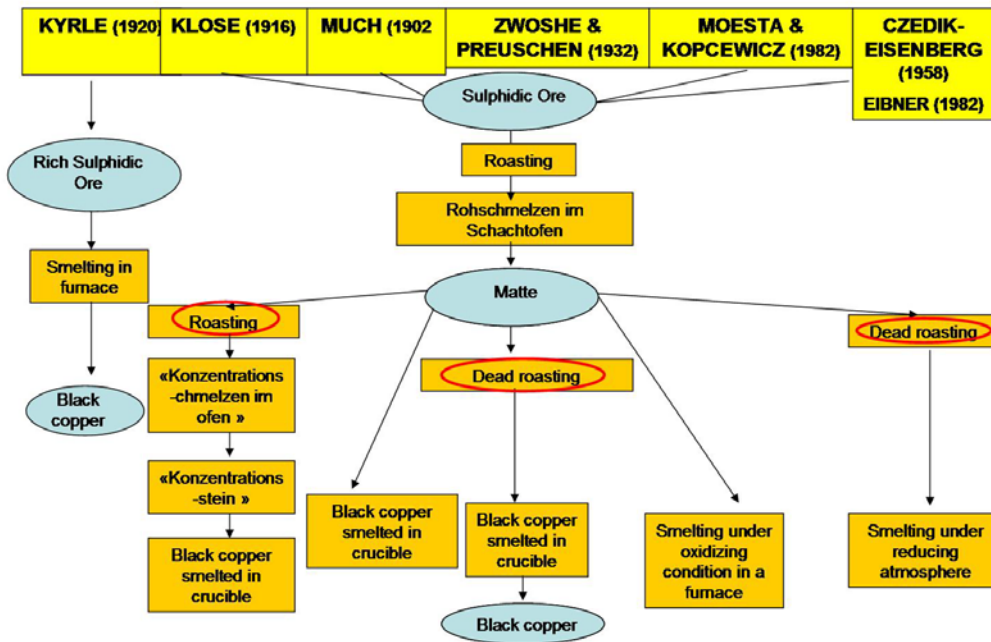 KYRLE (1920)
KLOSE (1916)
MUCH (1902
ZWOSHE &
PREUSCHEN (1932)
MOESTA &
KOPCEWICZ (1982)
CZEDIK-
EISENBERG
(1958)
EIBNER (1982)
Sulphidic Ore
Rich Sulphidic
Ore
Roasting
Rohschmelzen im
Schachtofen
Smelting in
furnace
Matte
Roasting
Dead roasting
Dead roasting
Black
copper
«Konzentrations
-chmelzen im
ofen »
«Konzentrations
-stein »
Black copper
smelted in
crucible
Black copper
smelted in
crucible
Black copper
smelted in
crucible
Smelting under
oxidizing
condition in a
furnace
Smelting under
reducing
atmosphere
Black copper